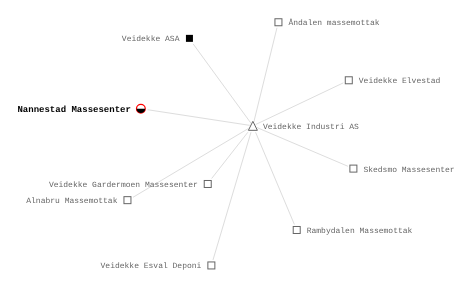 Åndalen massemottak
Veidekke ASA
Veidekke Elvestad
Nannestad Massesenter
Veidekke Industri AS
Skedsmo Massesenter
Veidekke Gardermoen Massesenter
Alnabru Massemottak
Rambydalen Massemottak
Veidekke Esval Deponi